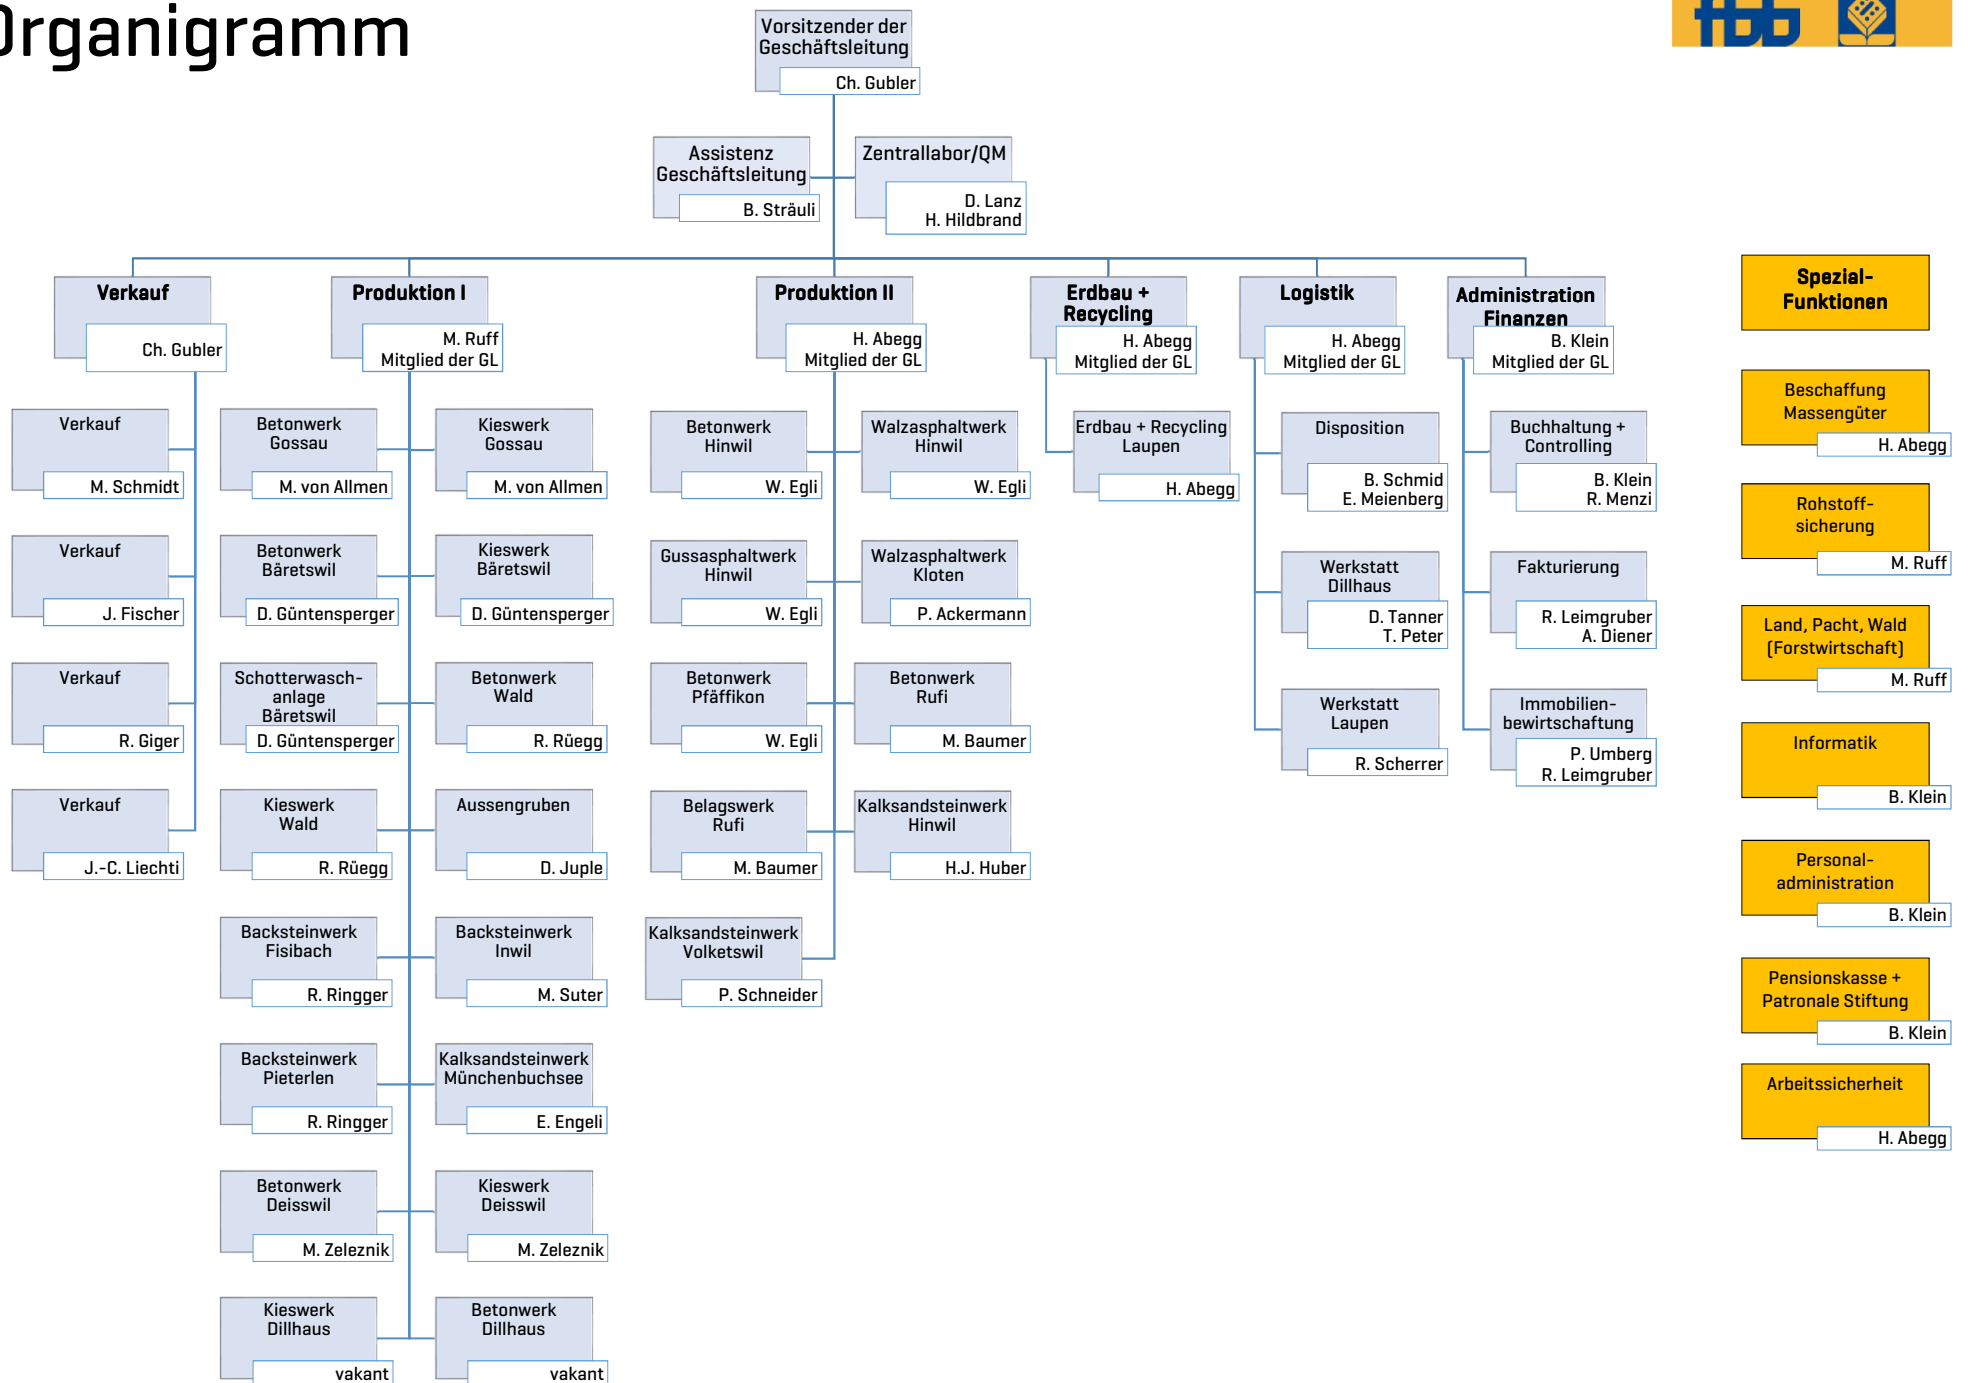 Organigramm
fbb
Vorsitzender der
Geschäftsleitung
Ch. Gubler
Assistenz
Geschäftsleitung
B. Sträuli
Zentrallabor/QM
D. Lanz
H. Hildbrand
Verkauf
Ch. Gubler
Verkauf
M. Schmidt
Verkauf
J. Fischer
Verkauf
R. Giger
Verkauf
J.-C. Liechti
Produktion I
M. Ruff
Mitglied der GL
Betonwerk
Gossau
M. von Allmen
Kieswerk
Gossau
M. von Allmen
Betonwerk
Bäretswil
D. Güntensperger
Kieswerk
Bäretswil
D. Güntensperger
Schotterwasch-
anlage
Bäretswil
D. Güntensperger
Betonwerk
Wald
R. Rüegg
Kieswerk
Wald
R. Rüegg
Aussengruben
D. Juple
Backsteinwerk
Fisibach
R. Ringger
Backsteinwerk
Inwil
M. Suter
Backsteinwerk
Pieterlen
R. Ringger
Kalksandsteinwerk
Münchenbuchsee
E. Engeli
Betonwerk
Deisswil
M. Zeleznik
Kieswerk
Deisswil
M. Zeleznik
Kieswerk
Dillhaus
vakant
Betonwerk
Dillhaus
vakant
Produktion II
H. Abegg
Mitglied der GL
Betonwerk
Hinwil
W. Egli
Walzasphaltwerk
Hinwil
W. Egli
Gussasphaltwerk
Hinwil
W. Egli
Walzasphaltwerk
Kloten
P. Ackermann
Betonwerk
Pfäffikon
W. Egli
Betonwerk
Rufi
M. Baumer
Belagswerk
Rufi
M. Baumer
Kalksandsteinwerk
Hinwil
H.J. Huber
Kalksandsteinwerk
Volketswil
P. Schneider
Erdbau +
Recycling
H. Abegg
Mitglied der GL
Erdbau + Recycling
Laupen
H. Abegg
Logistik
H. Abegg
Mitglied der GL
Disposition
B. Schmid
E. Meienberg
Werkstatt
Dillhaus
D. Tanner
T. Peter
Werkstatt
Laupen
R. Scherrer
Administration
Finanzen
B. Klein
Mitglied der GL
Buchhaltung +
Controlling
B. Klein
R. Menzi
Fakturierung
R. Leimgruber
A. Diener
Immobilien-
bewirtschaftung
P. Umberg
R. Leimgruber
Spezial-
Funktionen
Beschaffung
Massengüter
H. Abegg
Rohstoff-
sicherung
M. Ruff
Land, Pacht, Wald
(Forstwirtschaft)
M. Ruff
Informatik
B. Klein
Personal-
administration
B. Klein
Pensionskasse +
Patronale Stiftung
B. Klein
Arbeitssicherheit
H. Abegg